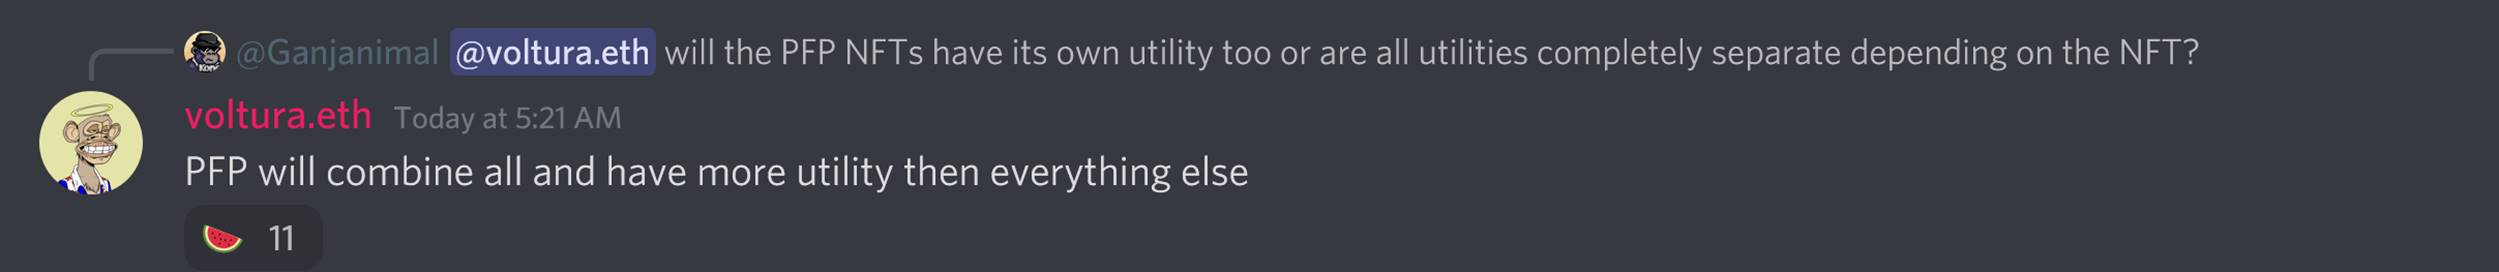 @Ganjanimal @voltura.eth will the PFP NFTs have its own utility too or are all utilities completely separate depending on the NFT?
voltura.eth Today at 5:21 AM
PFP will combine all and have more utility then everything else
11